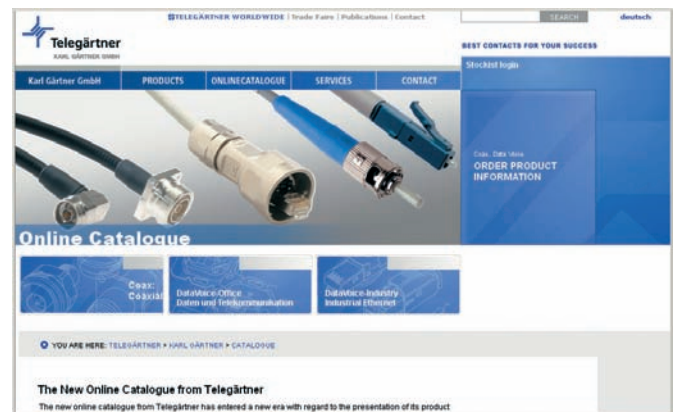 TELEGÄRTNER WORLDWIDE | Trade Fairs | Publications | Contact
SEARCH
deutsch
Telegärtner
KARL GÄRTNER GMBH
BEST CONTACTS FOR YOUR SUCCESS
Stockist login
Karl Gärtner GmbH
PRODUCTS
ONLINECATALOGUE
SERVICES
CONTACT
Coax, Data Voice
ORDER PRODUCT
INFORMATION
Online Catalogue
Coax:
Coaxial
DataVoice-Office
Daten und Telekommunikation
DataVoice-Industry
Industrial Ethernet
YOU ARE HERE: TELEGÄRTNER ▸ KARL GÄRTNER ▸ CATALOGUE
The New Online Catalogue from Telegärtner
The new online catalogue from Telegärtner has entered a new era with regard to the presentation of its product